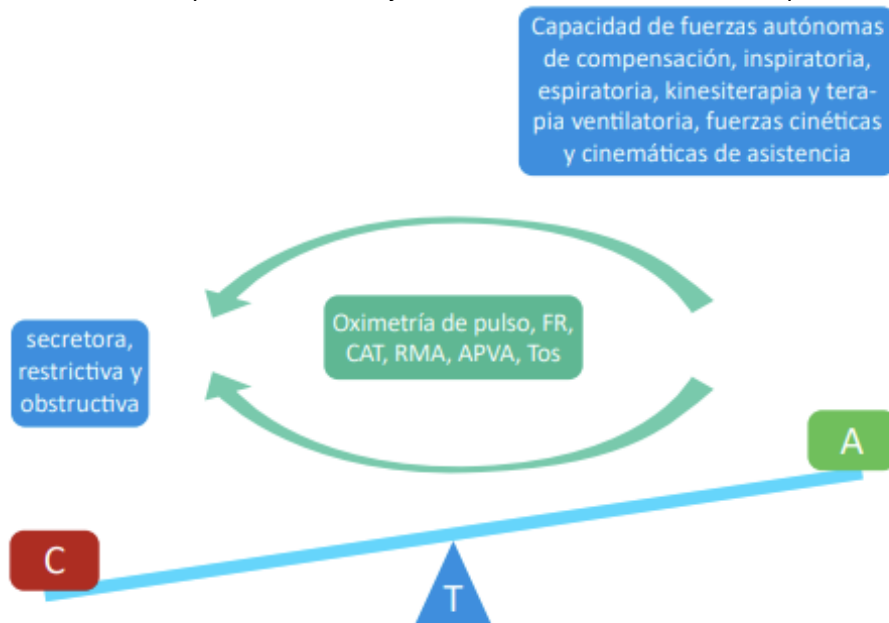 Capacidad de fuerzas autónomas
de compensación, inspiratoria,
espiratoria, kinesiterapia y tera-
pia ventilatoria, fuerzas cinéticas
y cinemáticas de asistencia
Oximetría de pulso, FR,
CAT, RMA, APVA, Tos
secretora,
restrictiva y
obstructiva
A
C
T